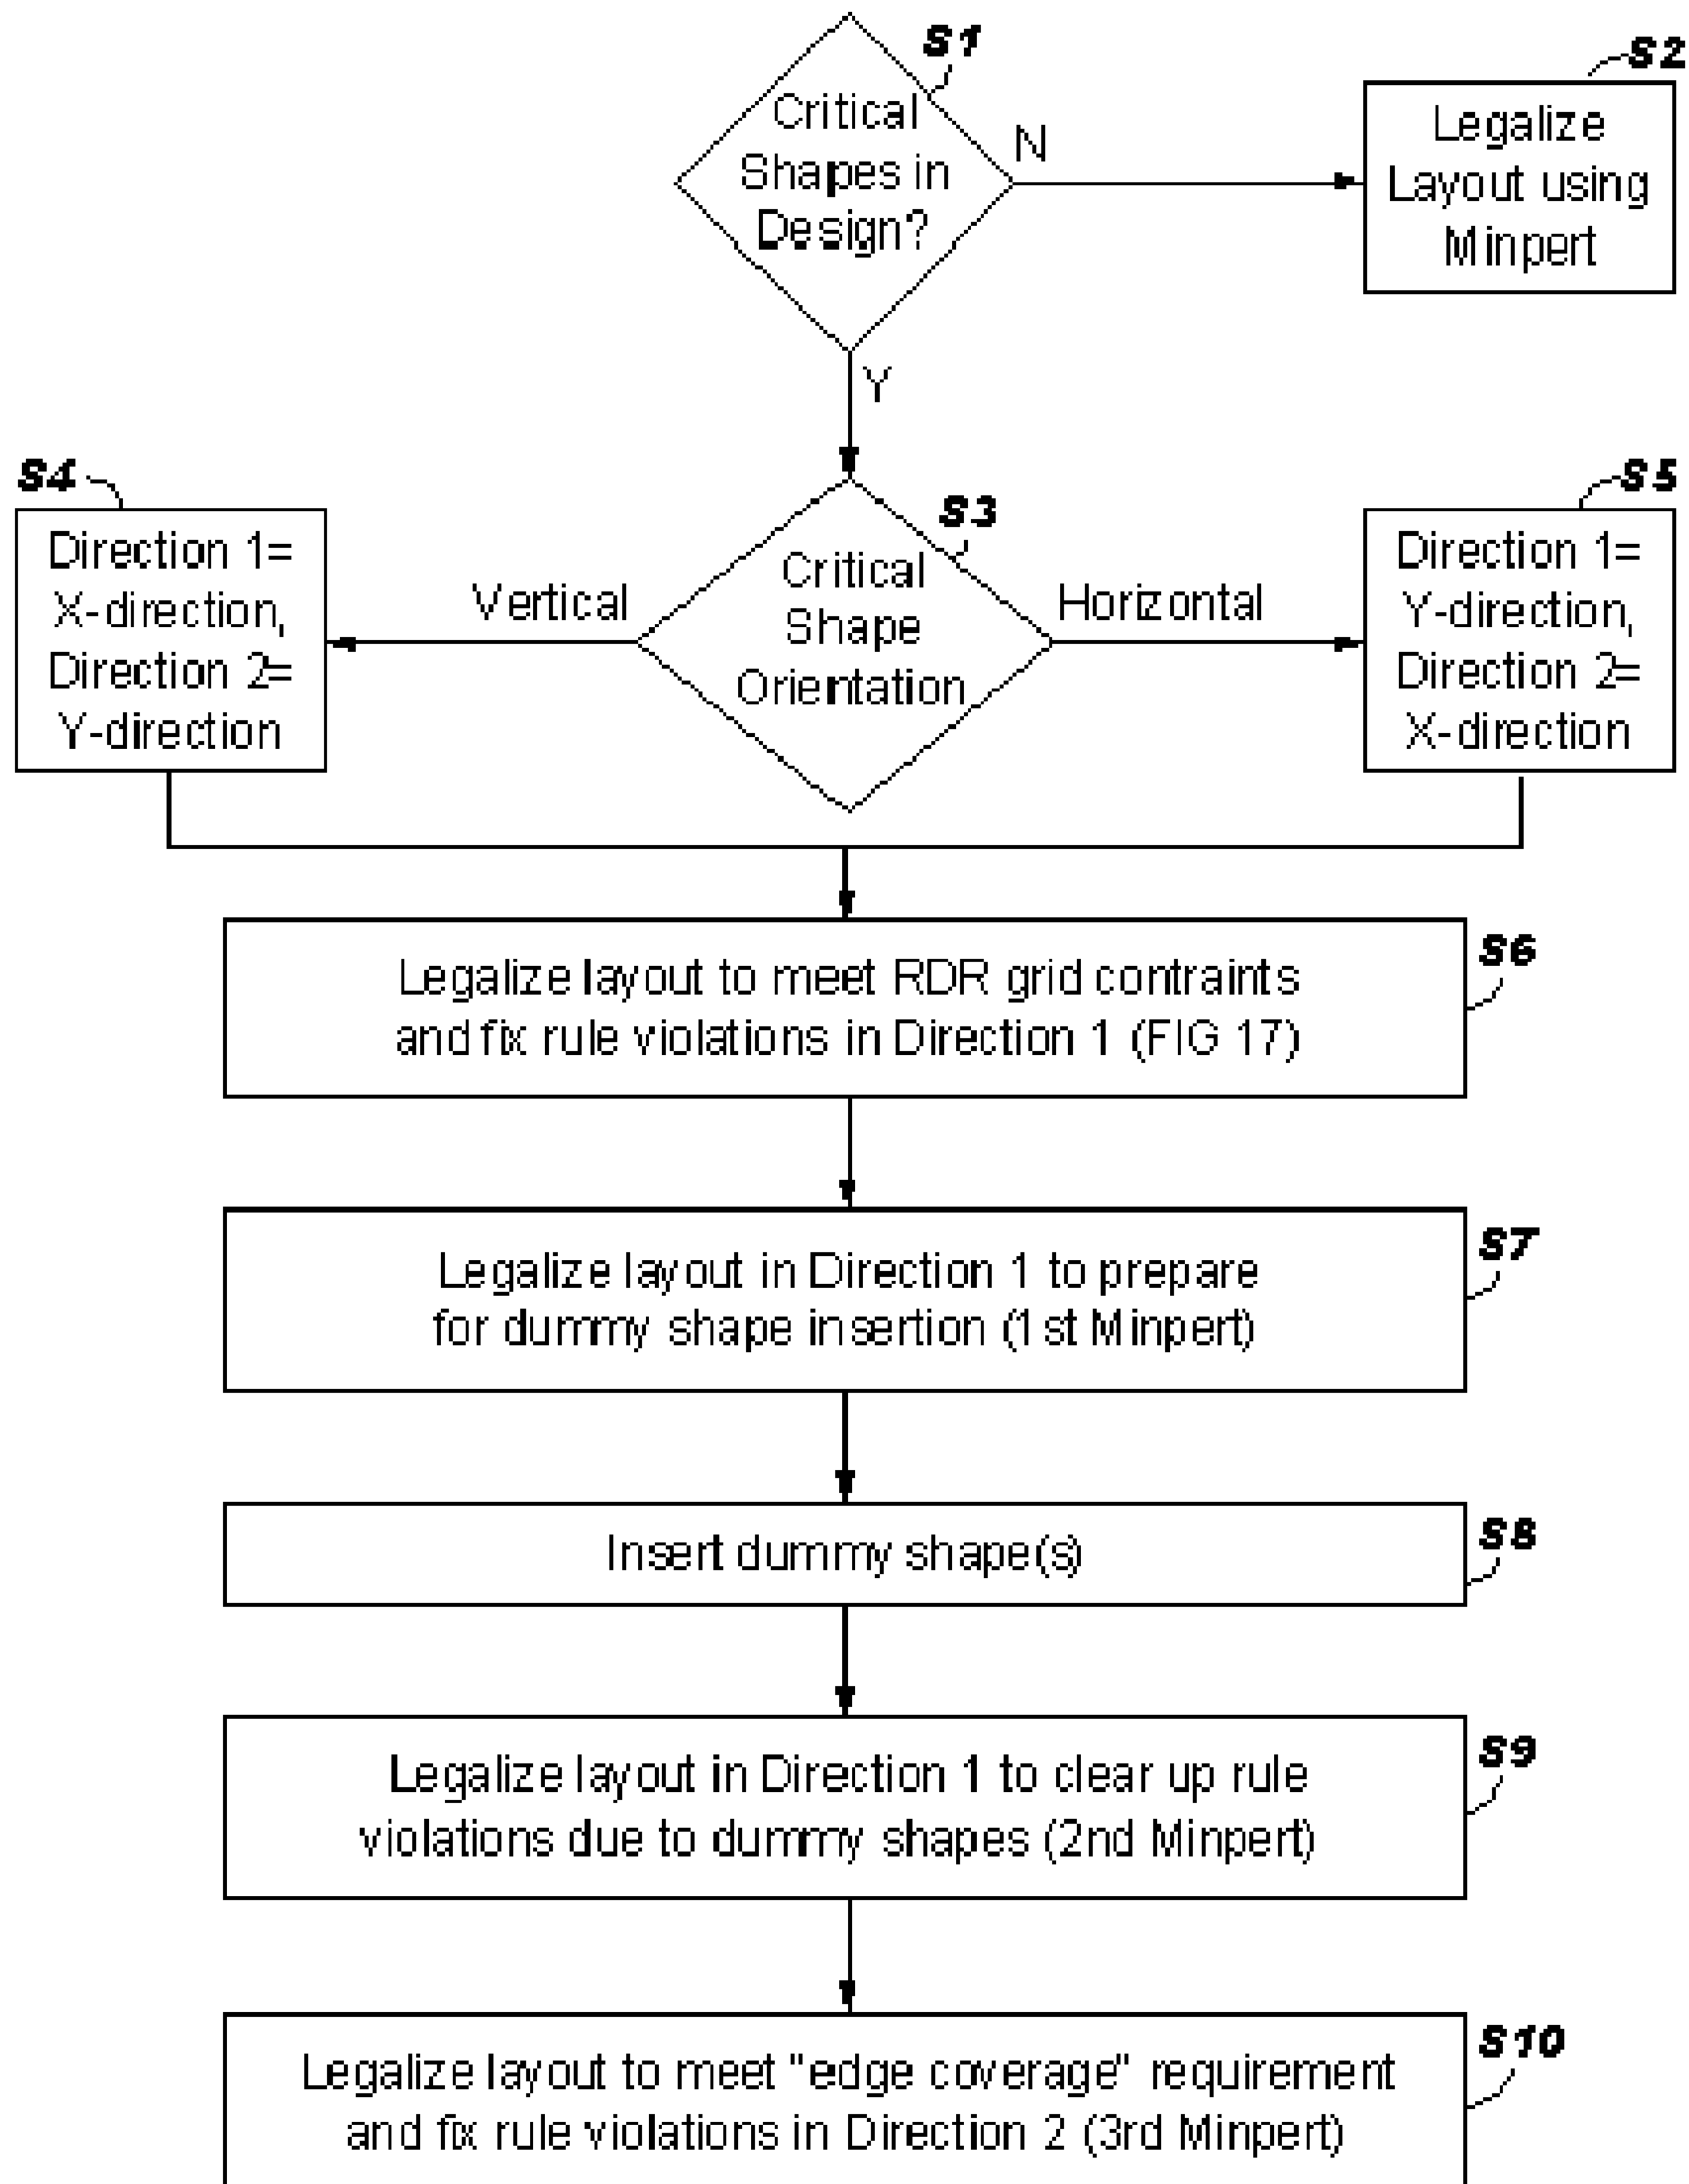 S1
Critical
Shapes in
Design?
N
S2
Legalize
Layout using
Minpert
Y
S4
Direction 1=
X-direction,
Direction 2=
Y-direction
Vertical
S3
Critical
Shape
Orientation
Horizontal
S5
Direction 1=
Y-direction,
Direction 2=
X-direction
S6
Legalize layout to meet RDR grid contraints
and fix rule violations in Direction 1 (FIG 17)
S7
Legalize layout in Direction 1 to prepare
for dummy shape insertion (1st Minpert)
S8
Insert dummy shape(s)
S9
Legalize layout in Direction 1 to clear up rule
violations due to dummy shapes (2nd Minpert)
S10
Legalize layout to meet "edge coverage" requirement
and fix rule violations in Direction 2 (3rd Minpert)